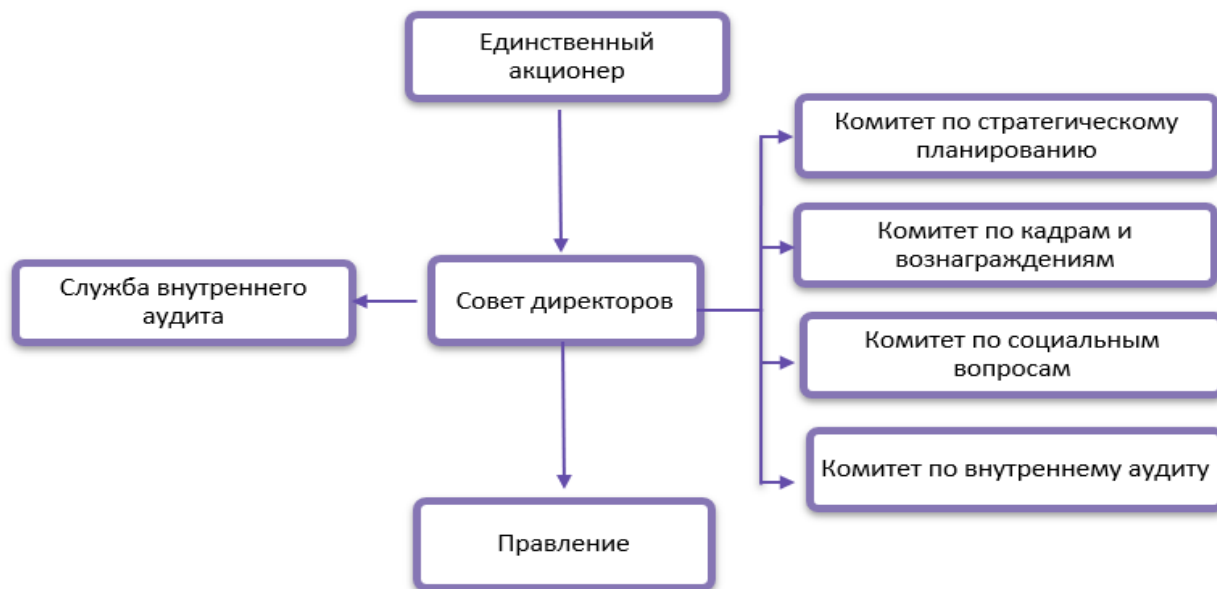 Единственный
акционер
Комитет по стратегическому
планированию
Комитет по кадрам и
вознаграждениям
Служба внутреннего
аудита
Совет директоров
Комитет по социальным
вопросам
Комитет по внутреннему аудиту
Правление